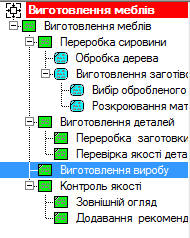 Виготовлення меблів
Виготовлення меблів
Переробка сировини
Обробка дерева
Виготовлення заготівс
Вибір обробленого
Розкроювання мат
Виготовлення деталей
Переробка заготовки
Перевірка якості дета
Виготовлення виробу
Контроль якості
Зовнішній огляд
Додавання рекоменд